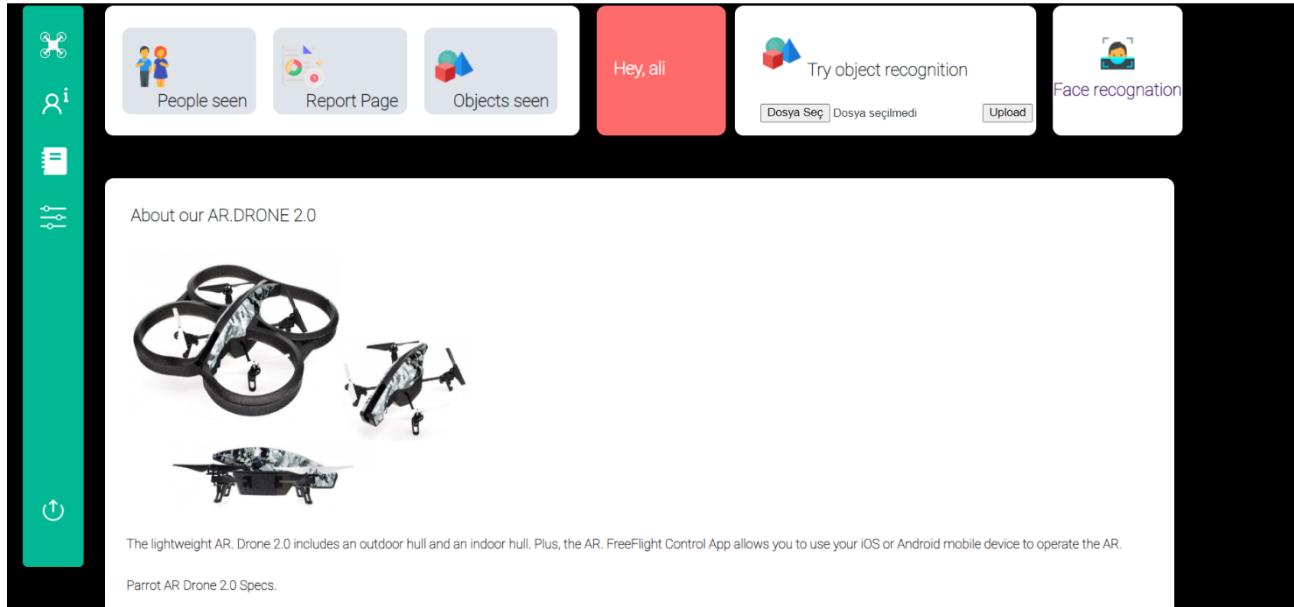 People seen
Report Page
Objects seen
Hey, ali
Try object recognition
Dosya Seç Dosya seçilmedi Upload
Face recognation
About our AR.DRONE 2.0
The lightweight AR. Drone 2.0 includes an outdoor hull and an indoor hull. Plus, the AR. FreeFlight Control App allows you to use your iOS or Android mobile device to operate the AR.
Parrot AR Drone 2.0 Specs.